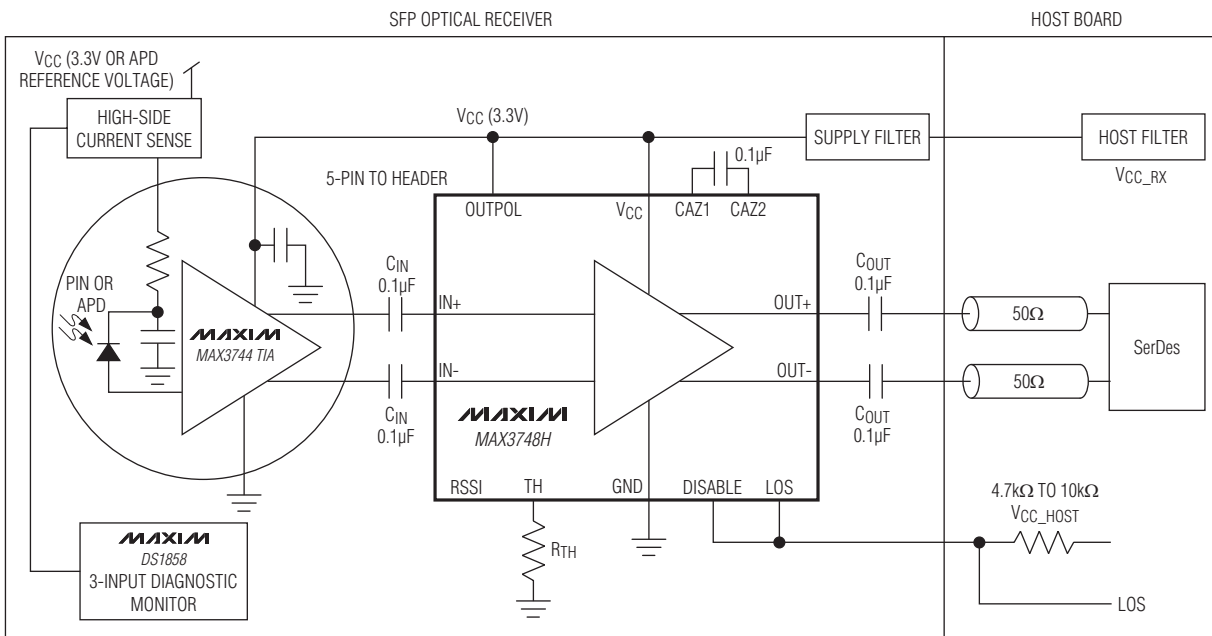 SFP OPTICAL RECEIVER
HOST BOARD
VCC (3.3V OR APD
REFERENCE VOLTAGE)
HIGH-SIDE
CURRENT SENSE
VCC (3.3V)
SUPPLY FILTER
HOST FILTER
VCC_RX
0.1µF
5-PIN TO HEADER
OUTPOL
VCC
CAZ1
CAZ2
PIN OR
APD
MAXIM
MAX3744 TIA
CIN
0.1µF
IN+
IN-
CIN
0.1µF
MAXIM
MAX3748H
OUT+
OUT-
COUT
0.1µF
COUT
0.1µF
50Ω
50Ω
SerDes
RSSI
TH
GND
DISABLE
LOS
RTH
4.7kΩ TO 10kΩ
VCC_HOST
LOS
MAXIM
DS1858
3-INPUT DIAGNOSTIC
MONITOR